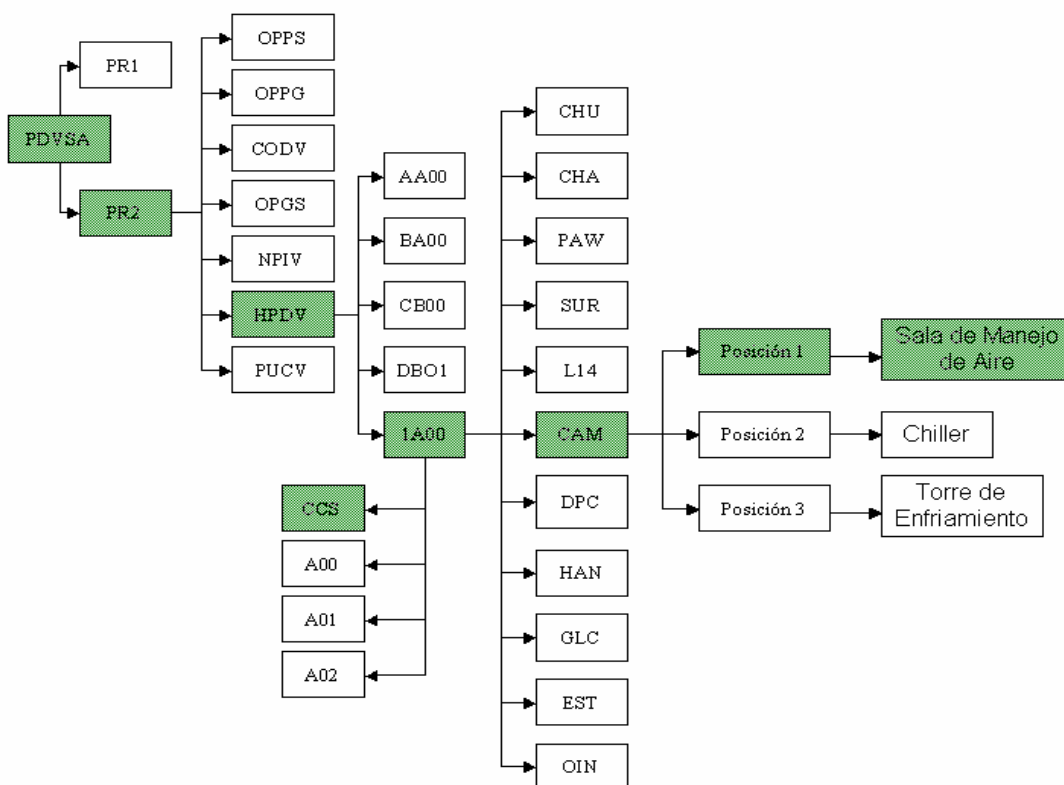 PDVSA
PR1
PR2
OPPS
OPPG
CODV
OPGS
NPIV
HPDV
PUCV
AA00
BA00
CB00
DBO1
1A00
CCS
A00
A01
A02
CHU
CHA
PAW
SUR
L14
CAM
DPC
HAN
GLC
EST
OIN
Posición 1
Posición 2
Posición 3
Sala de Manejo
de Aire
Chiller
Torre de
Enfriamiento